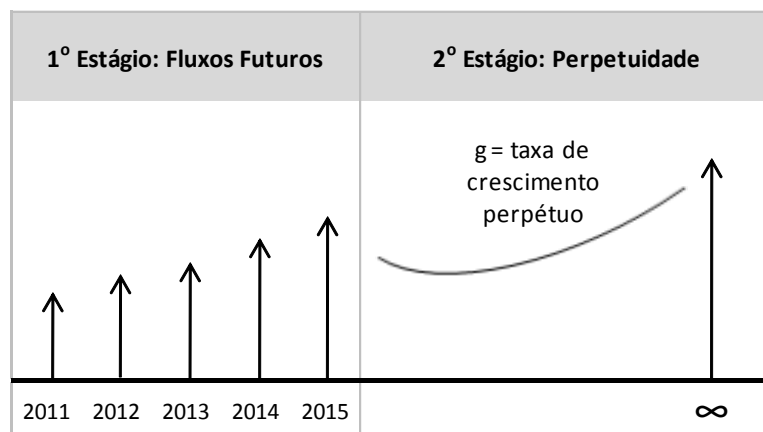 1º Estágio: Fluxos Futuros
2º Estágio: Perpetuidade
g = taxa de
crescimento
perpétuo
2011 2012 2013 2014 2015 ∞